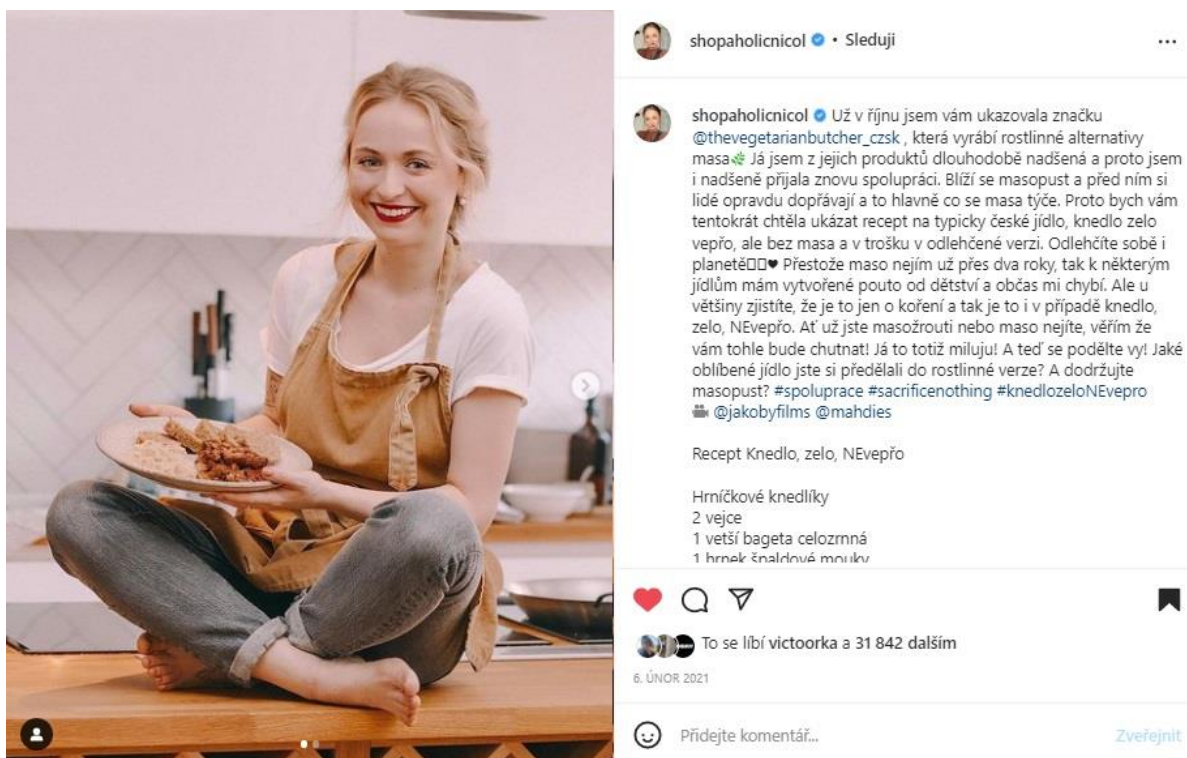 shopaholicnicol • Sleduji
shopaholicnicol Už v říjnu jsem vám ukazovala značku
@thevegetarianbutcher_czsk , která vyrábí rostlinné alternativy
masa🌿 Já jsem z jejich produktů dlouhodobě nadšená a proto jsem
i nadšeně přijala znovu spolupráci. Blíží se masopust a před ním si
lidé opravdu dopřávají a to hlavně co se masa týče. Proto bych vám
tentokrát chtěla ukázat recept na typicky české jídlo, knedlo zelo
vepřo, ale bez masa a v trošku v odlehčené verzi. Odlehčíte sobě i
planetě▯▯♥ Přestože maso nejím už přes dva roky, tak k některým
jídlům mám vytvořené pouto od dětství a občas mi chybí. Ale u
většiny zjistíte, že je to jen o koření a tak je to i v případě knedlo,
zelo, NEvepřo. Ať už jste masožrouti nebo maso nejíte, věřím že
vám tohle bude chutnat! Já to totiž miluju! A teď se podělte vy! Jaké
oblíbené jídlo jste si předělali do rostlinné verze? A dodržujte
masopust? #spoluprace #sacrificenothing #knedlozeloNEvepro
🎥 @jakobyfilms @mahdies
Recept Knedlo, zelo, NEvepřo
Hrníčkové knedlíky
2 vejce
1 vetší bageta celozrnná
1 hrnek špaldové mouky
To se líbí victoorka a 31 842 dalším
6. ÚNOR 2021
Přidejte komentář... Zveřejnit